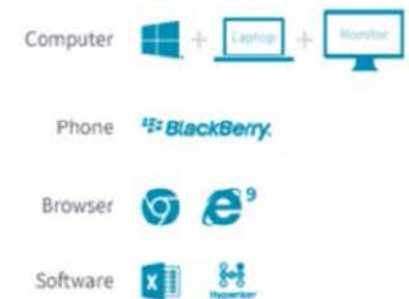 Computer + Laptop + Monitor
Phone BlackBerry.
Browser 9
Software X